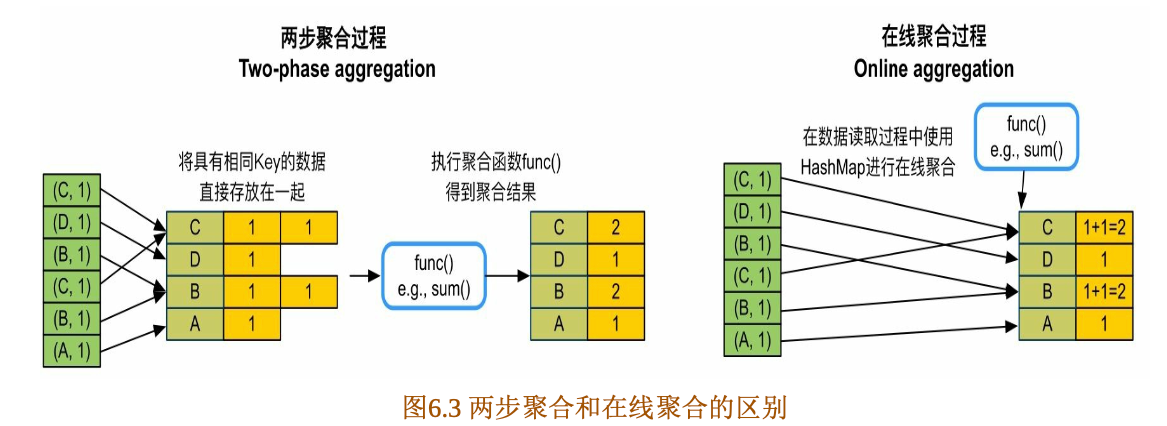 两步聚合过程
Two-phase aggregation
将具有相同Key的数据
直接存放在一起
执行聚合函数func()
得到聚合结果
(C, 1)
(D, 1)
(B, 1)
(C, 1)
(B, 1)
(A, 1)
C 1 1
D 1
B 1 1
A 1
func()
e.g., sum()
C 2
D 1
B 2
A 1
在线聚合过程
Online aggregation
func()
e.g., sum()
在数据读取过程中使用
HashMap进行在线聚合
(C, 1)
(D, 1)
(B, 1)
(C, 1)
(B, 1)
(A, 1)
C 1+1=2
D 1
B 1+1=2
A 1
图6.3 两步聚合和在线聚合的区别